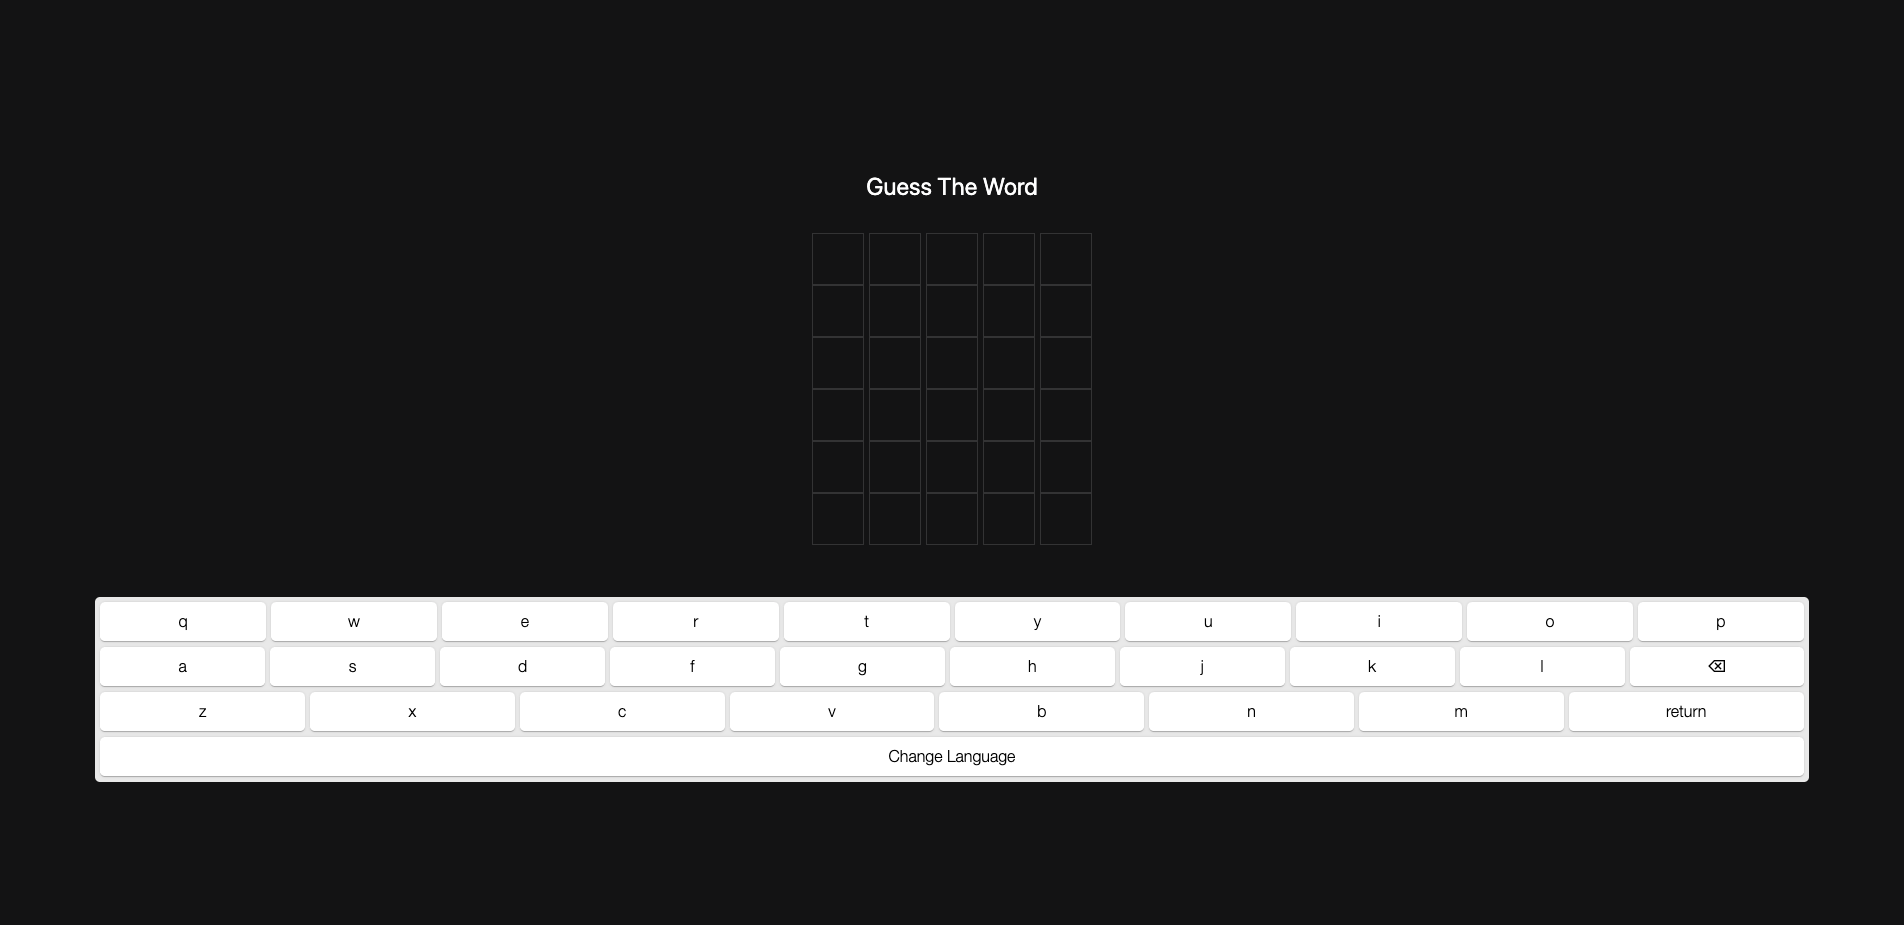 Guess The Word
q w e r t y u i o p
a s d f g h j k l ⌫
z x c v b n m return
Change Language